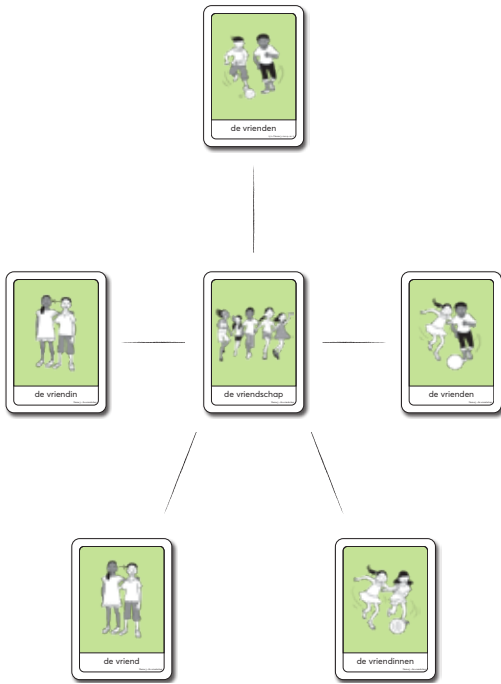 de vrienden
de vriendin
de vriendschap
de vrienden
de vriend
de vriendinnen